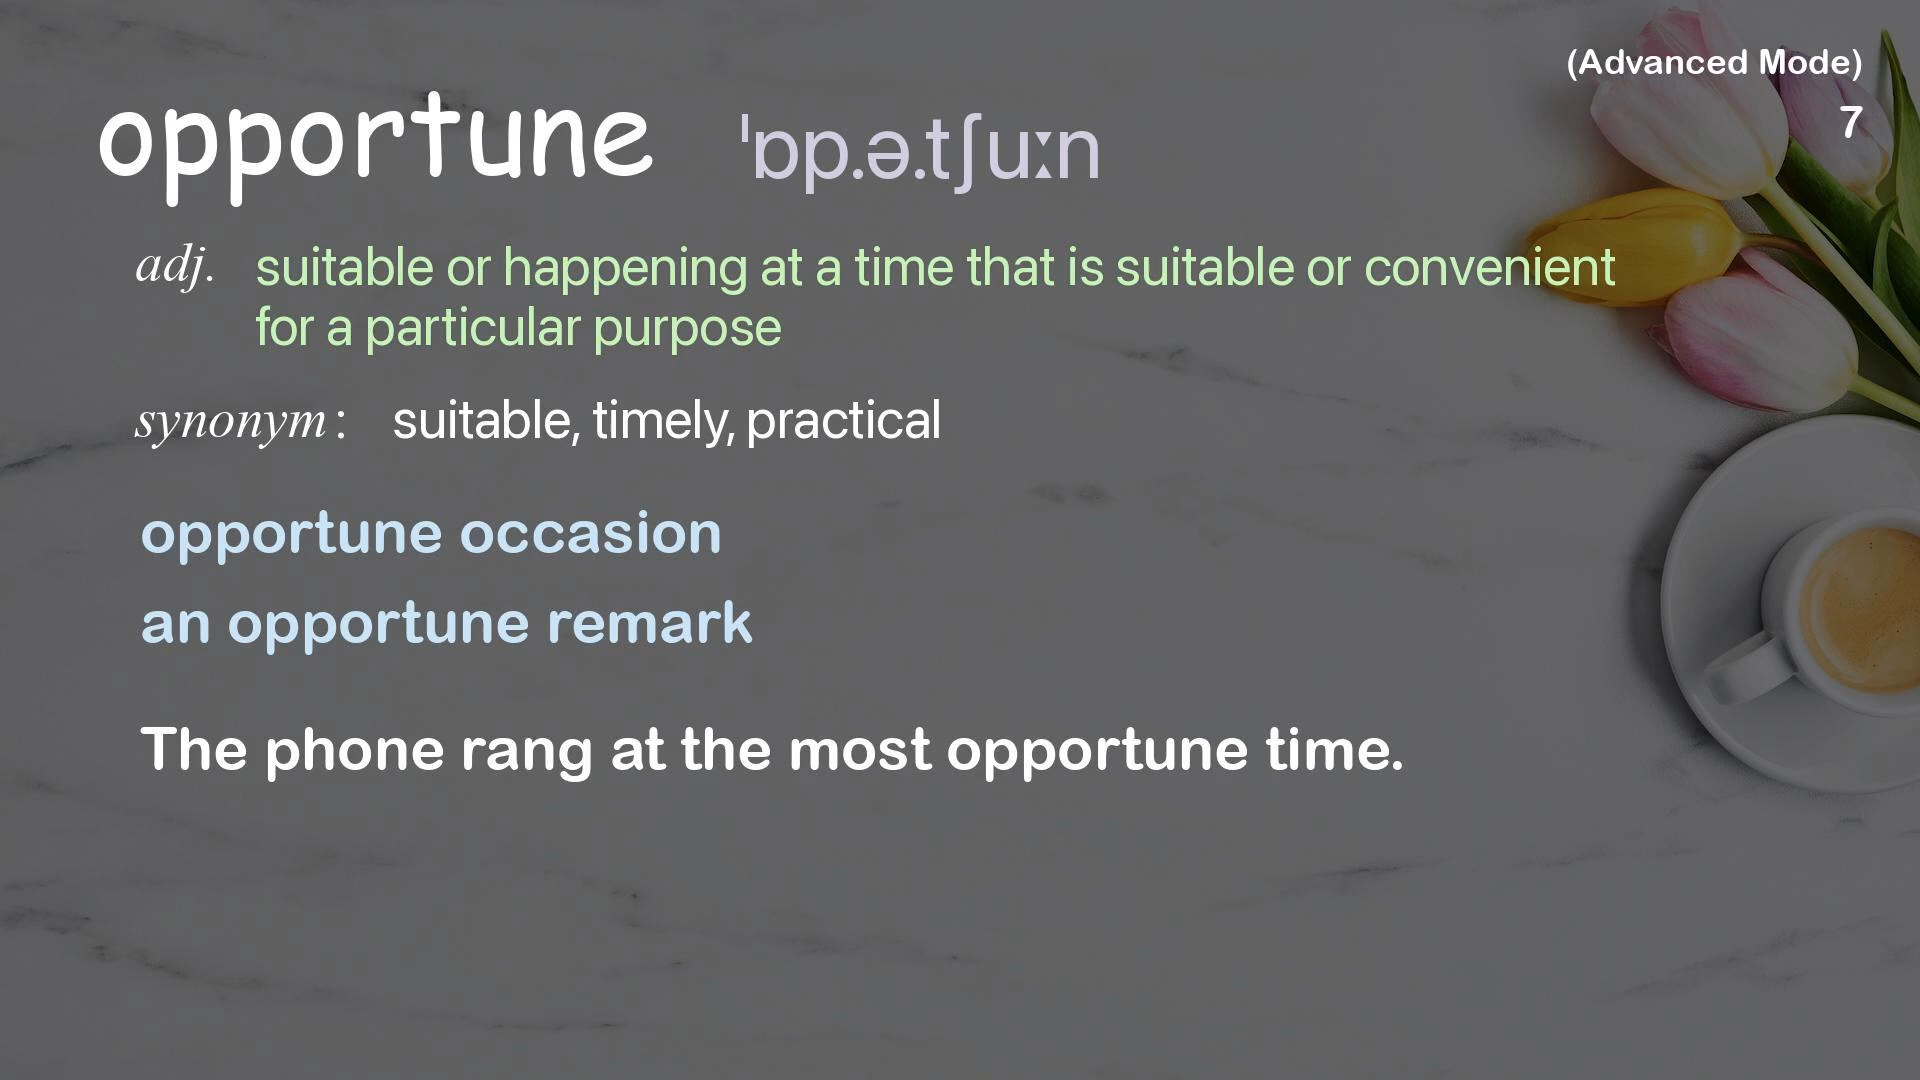 (Advanced Mode)
7
opportune ˈɒp.ə.tʃuːn
adj. suitable or happening at a time that is suitable or convenient
for a particular purpose
synonym: suitable, timely, practical
opportune occasion
an opportune remark
The phone rang at the most opportune time.